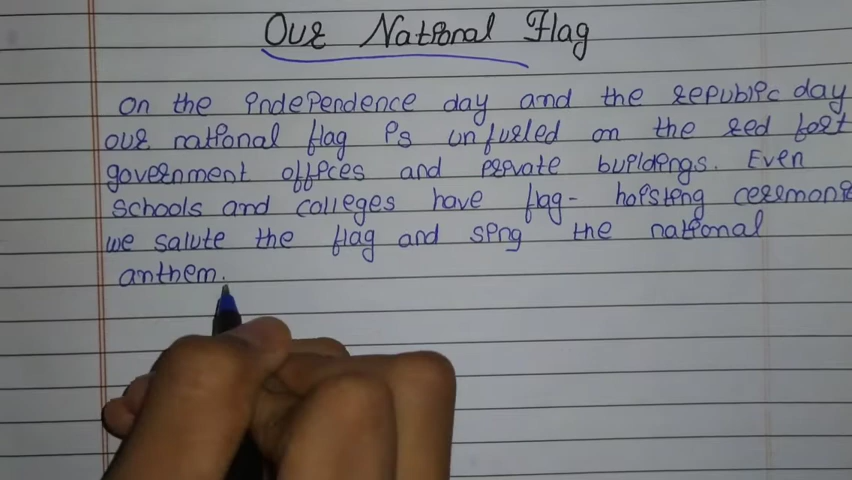 Our National Flag
On the independence day and the repubic day
our national flag is unfurled on the red fort
government offices and private buildings. Even
schools and colleges have flag- hoisting ceremoni
we salute the flag and sing the national
anthem.